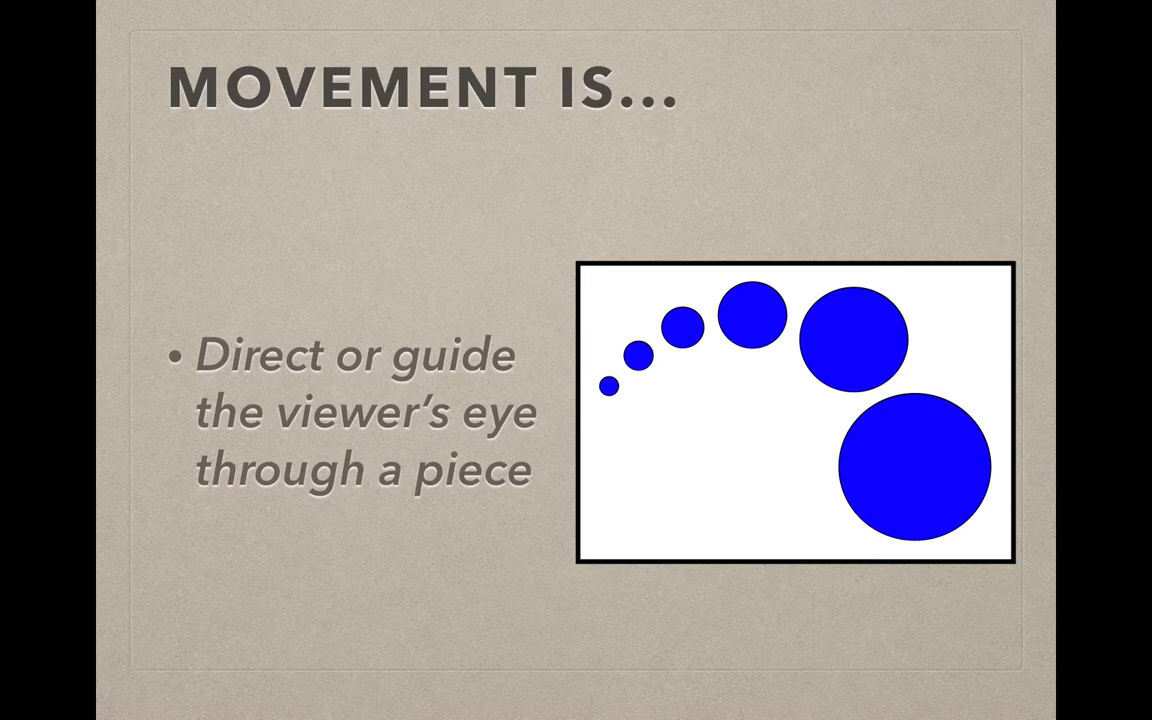 MOVEMENT IS...
• Direct or guide
the viewer’s eye
through a piece